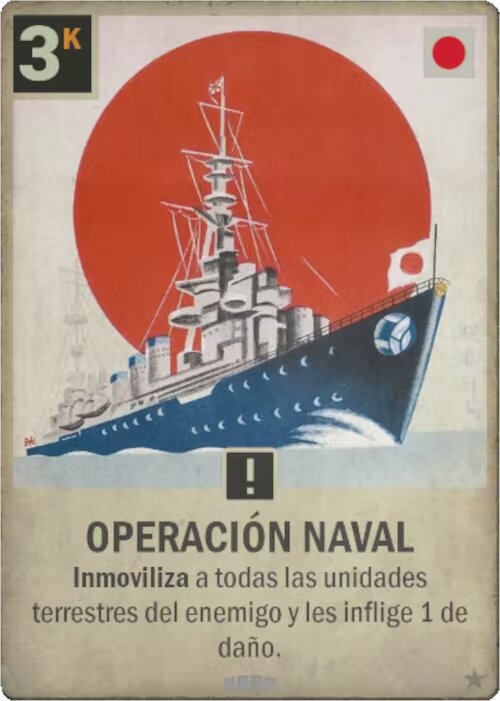 3K
!
OPERACIÓN NAVAL
Inmoviliza a todas las unidades
terrestres del enemigo y les inflige 1 de
daño.